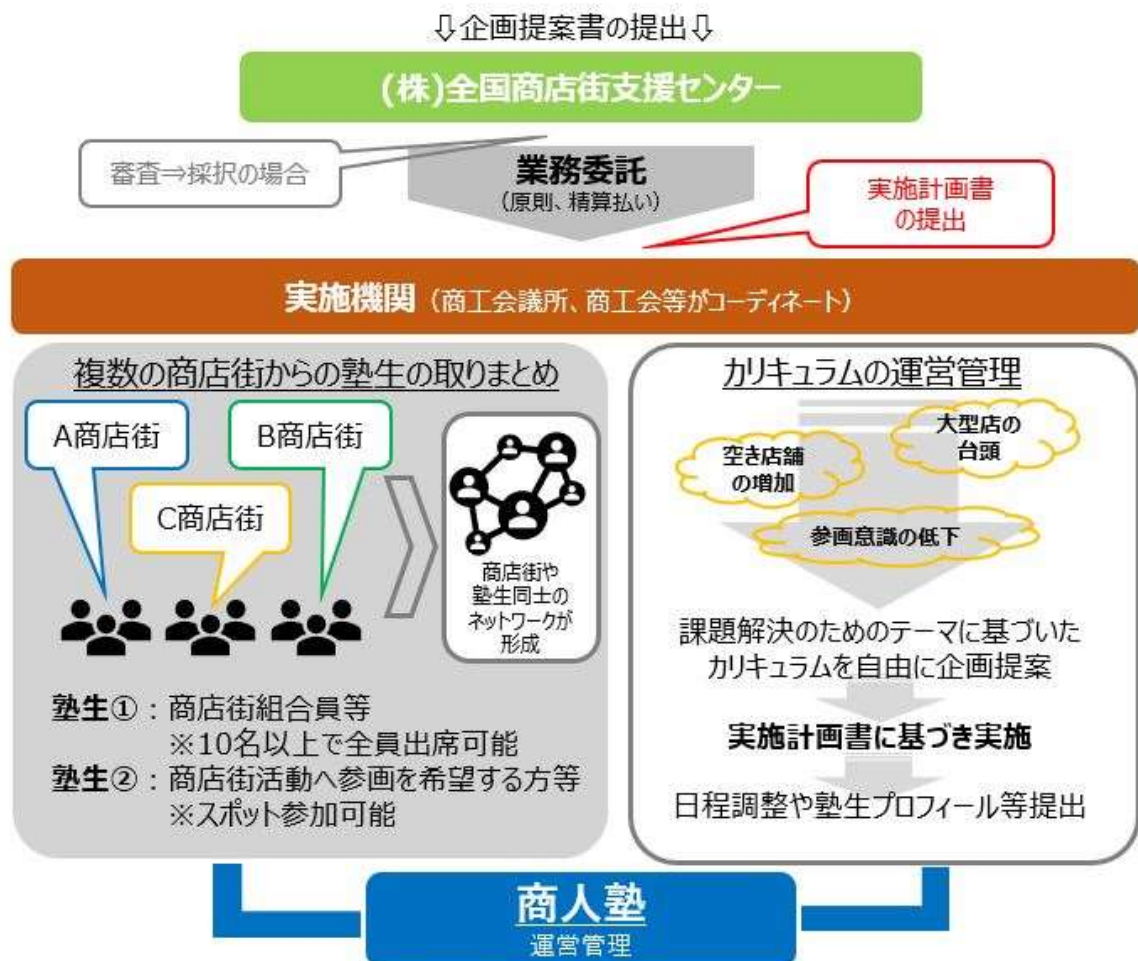 ⇩企画提案書の提出⇩
(株)全国商店街支援センター
審査⇒採択の場合
業務委託
（原則、精算払い）
実施計画書
の提出
実施機関（商工会議所、商工会等がコーディネート）
複数の商店街からの塾生の取りまとめ
A商店街
B商店街
C商店街
商店街や
塾生同士の
ネットワークが
形成
塾生①：商店街組合員等
※10名以上で全員出席可能
塾生②：商店街活動へ参画を希望する方等
※スポット参加可能
カリキュラムの運営管理
大型店の
台頭
空き店舗
の増加
参画意識の低下
課題解決のためのテーマに基づいた
カリキュラムを自由に企画提案
実施計画書に基づき実施
日程調整や塾生プロフィール等提出
商人塾
運営管理